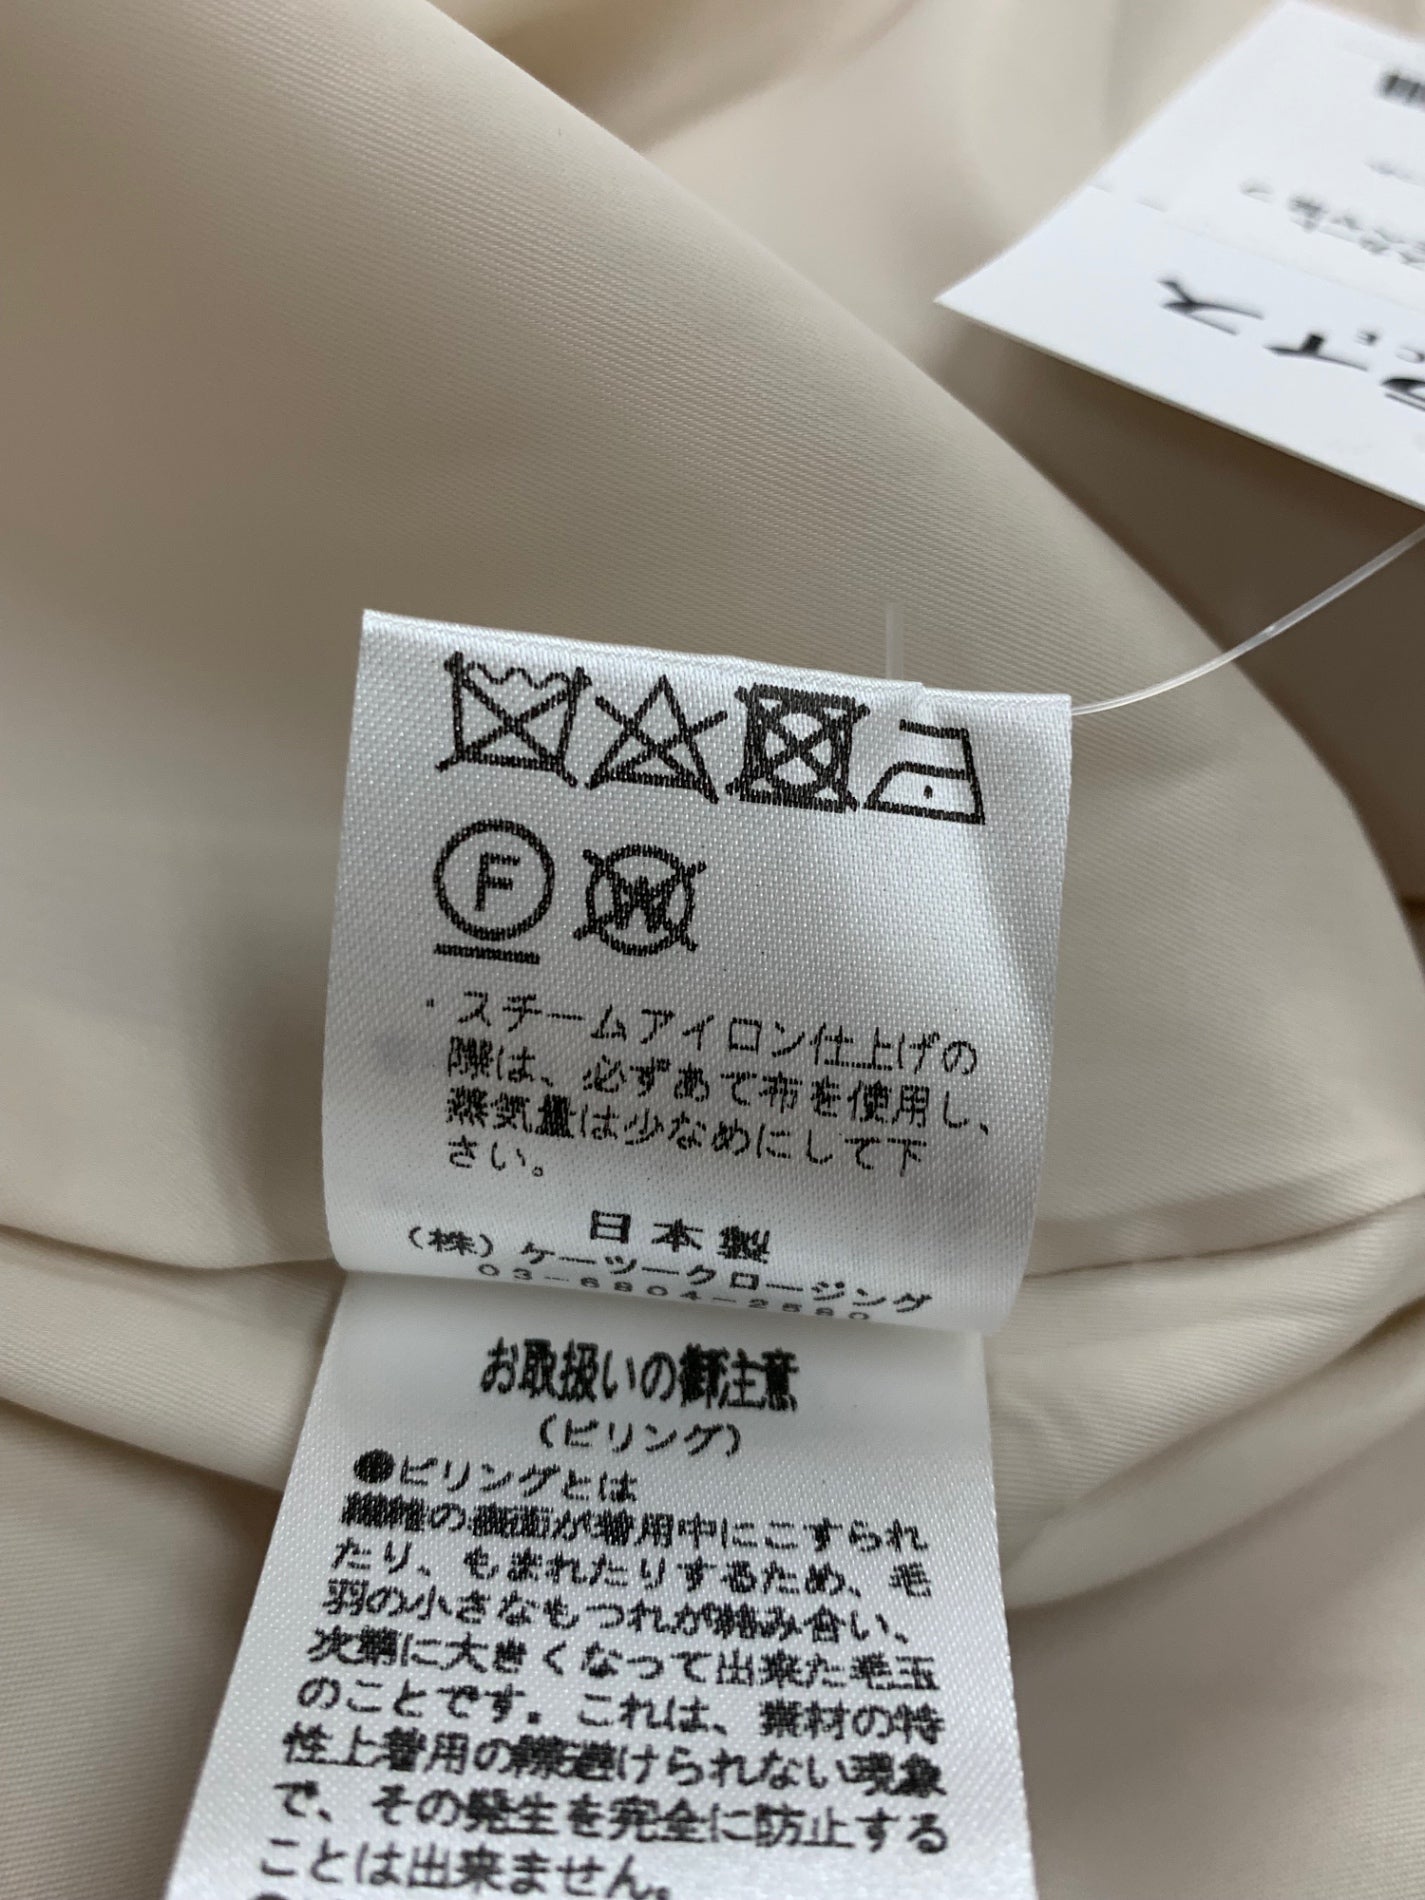 ライス
F
W
・スチームアイロン仕上げの
際は、必ずあて布を使用し、
蒸気量は少なめにして下
さい。
日本製
(株)ケーツークロージング
03-6804-2580
お取扱いの御注意
(ピリング)
●ピリングとは
繊維の表面が着用中にこすられ
たり、もまれたりするため、毛
羽の小さなもつれが絡み合い、
次第に大きくなって出来た毛玉
のことです。これは、素材の特
性上着用の際避けられない現象
で、その発生を完全に防止する
ことは出来ません。